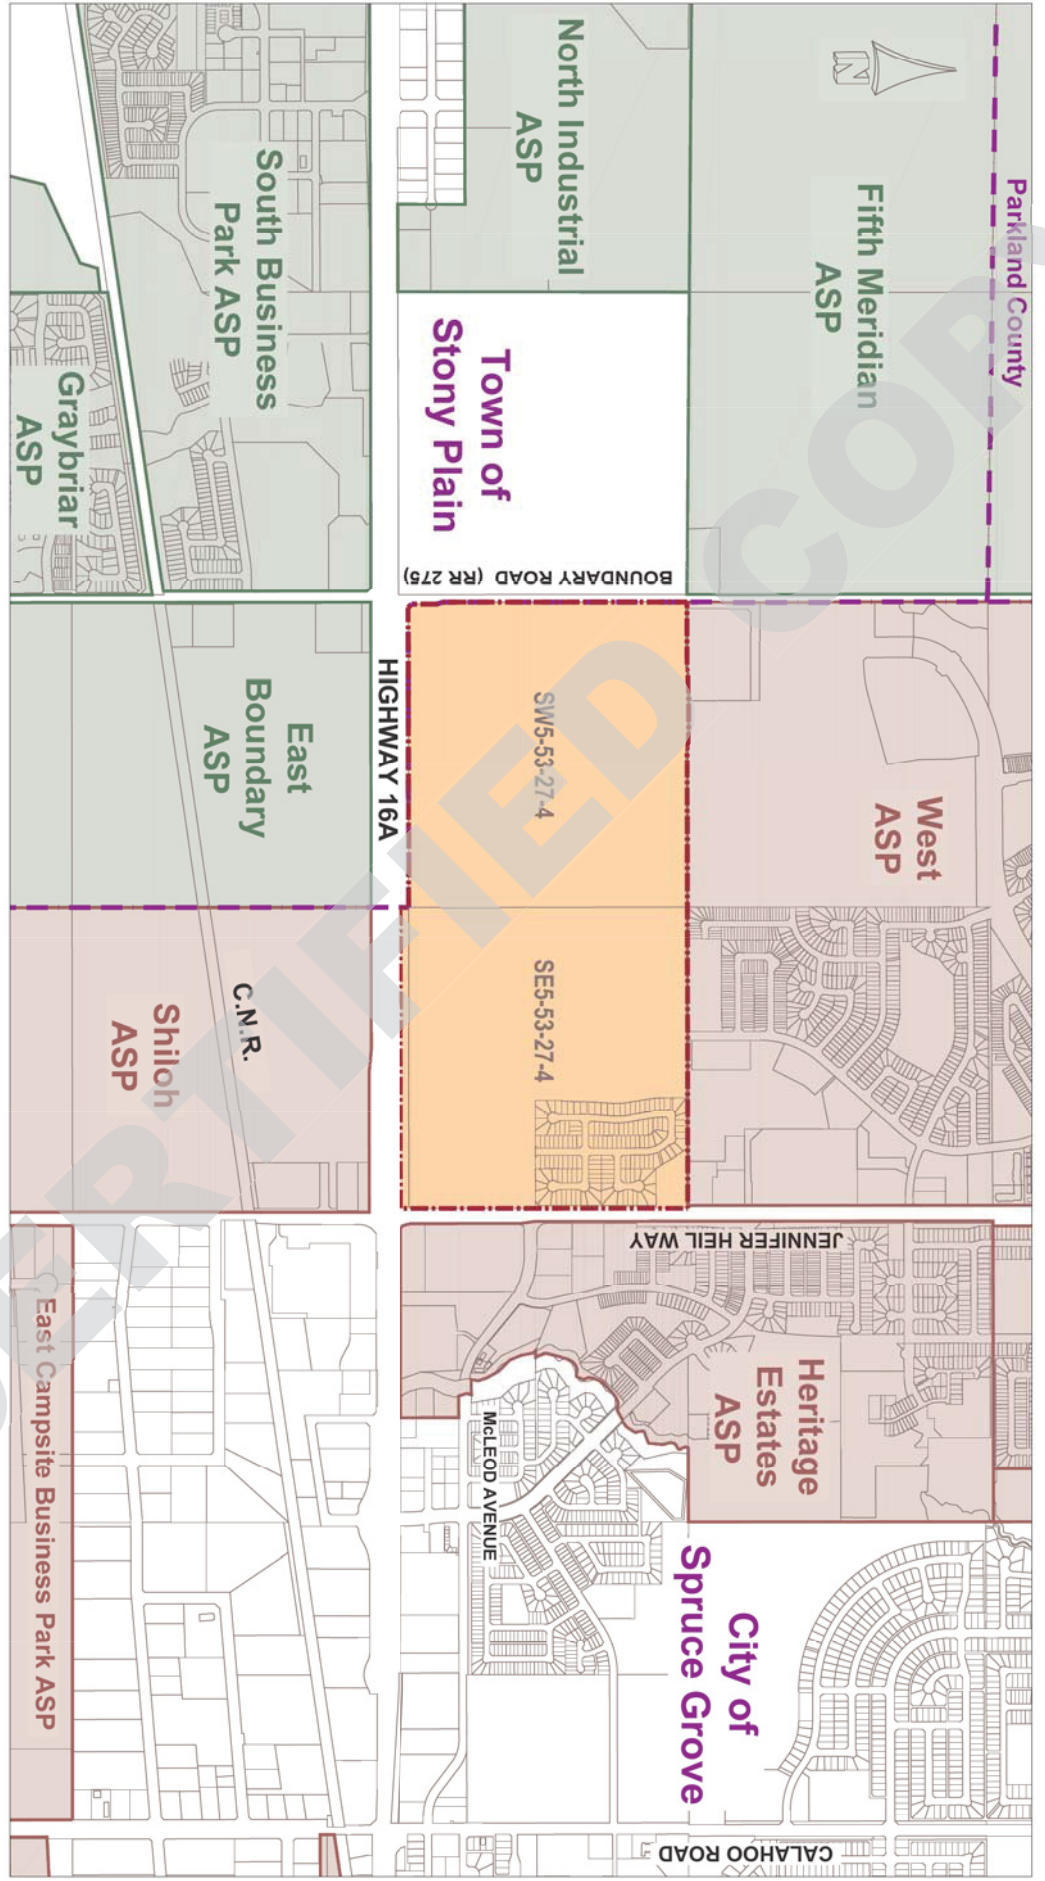 Parkland County
N
Fifth Meridian
ASP
North Industrial
ASP
South Business
Park ASP
Graybriar
ASP
Town of
Stony Plain
BOUNDARY ROAD (RR 275)
West
ASP
SW5-53-27-4
SE5-53-27-4
HIGHWAY 16A
East
Boundary
ASP
C.N.R.
Shiloh
ASP
JENNIFER HEIL WAY
Heritage
Estates
ASP
McLEOD AVENUE
City of
Spruce Grove
East Campsite Business Park ASP
CALAHOO ROAD
CERTIFIED COP